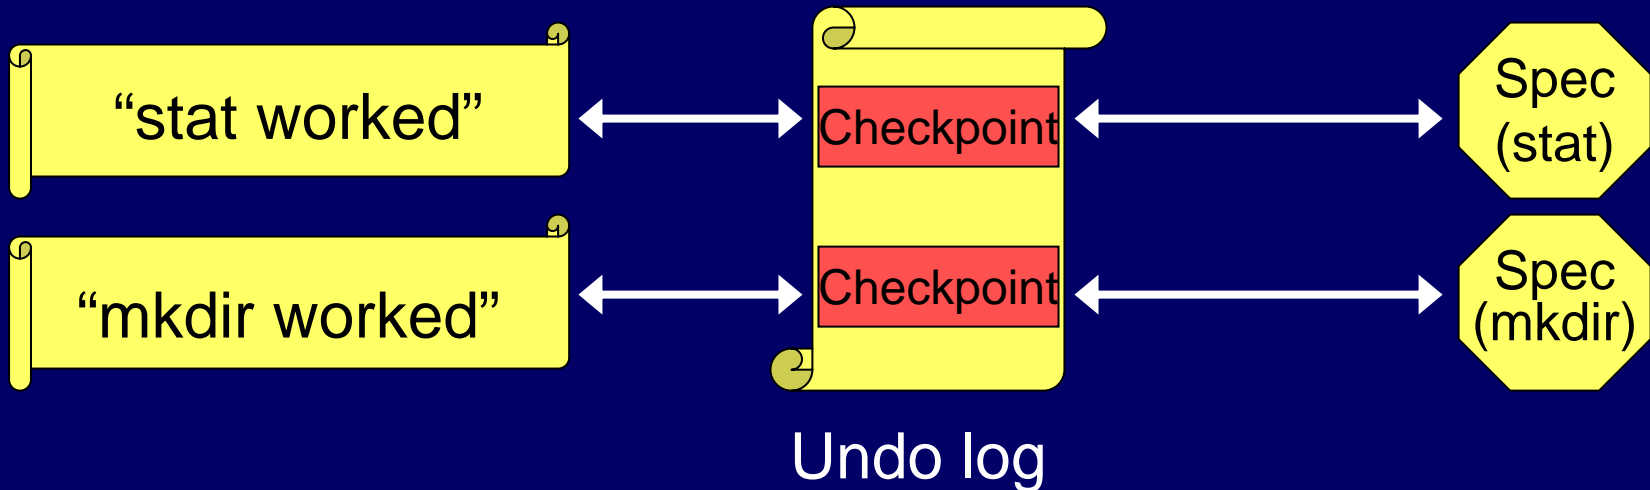 “stat worked”
Checkpoint
Spec
(stat)
“mkdir worked”
Checkpoint
Spec
(mkdir)
Undo log